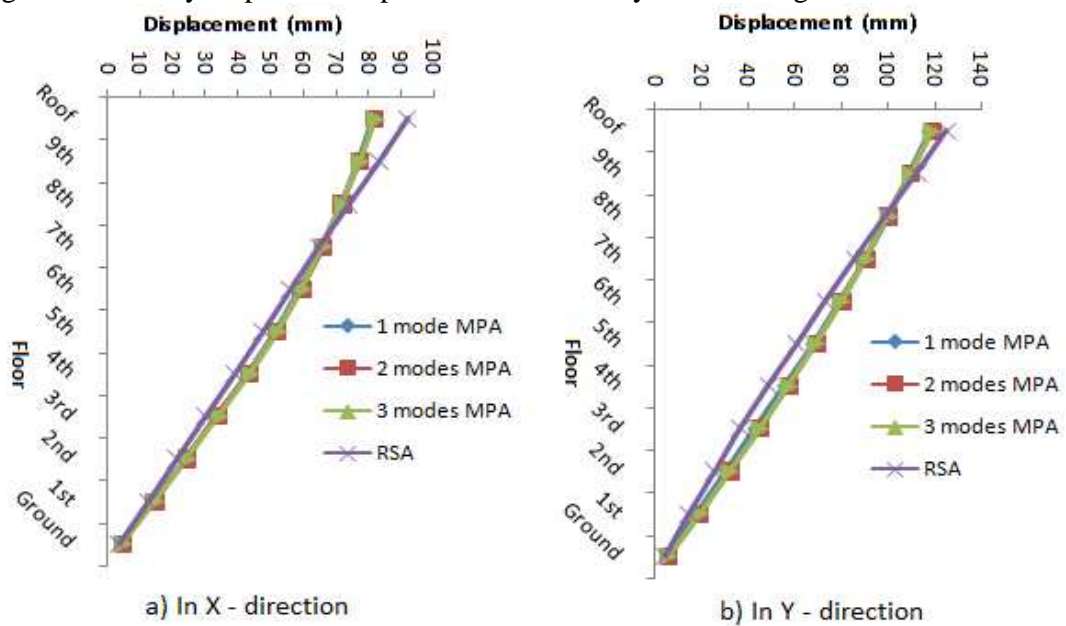 Displacement (mm)
0 10 20 30 40 50 60 70 80 90 100
Roof
9th
8th
7th
6th
5th
4th
3rd
2nd
1st
Ground
Floor
1 mode MPA
2 modes MPA
3 modes MPA
RSA
a) In X - direction
Displacement (mm)
0 20 40 60 80 100 120 140
Roof
9th
8th
7th
6th
5th
4th
3rd
2nd
1st
Ground
Floor
1 mode MPA
2 modes MPA
3 modes MPA
RSA
b) In Y - direction